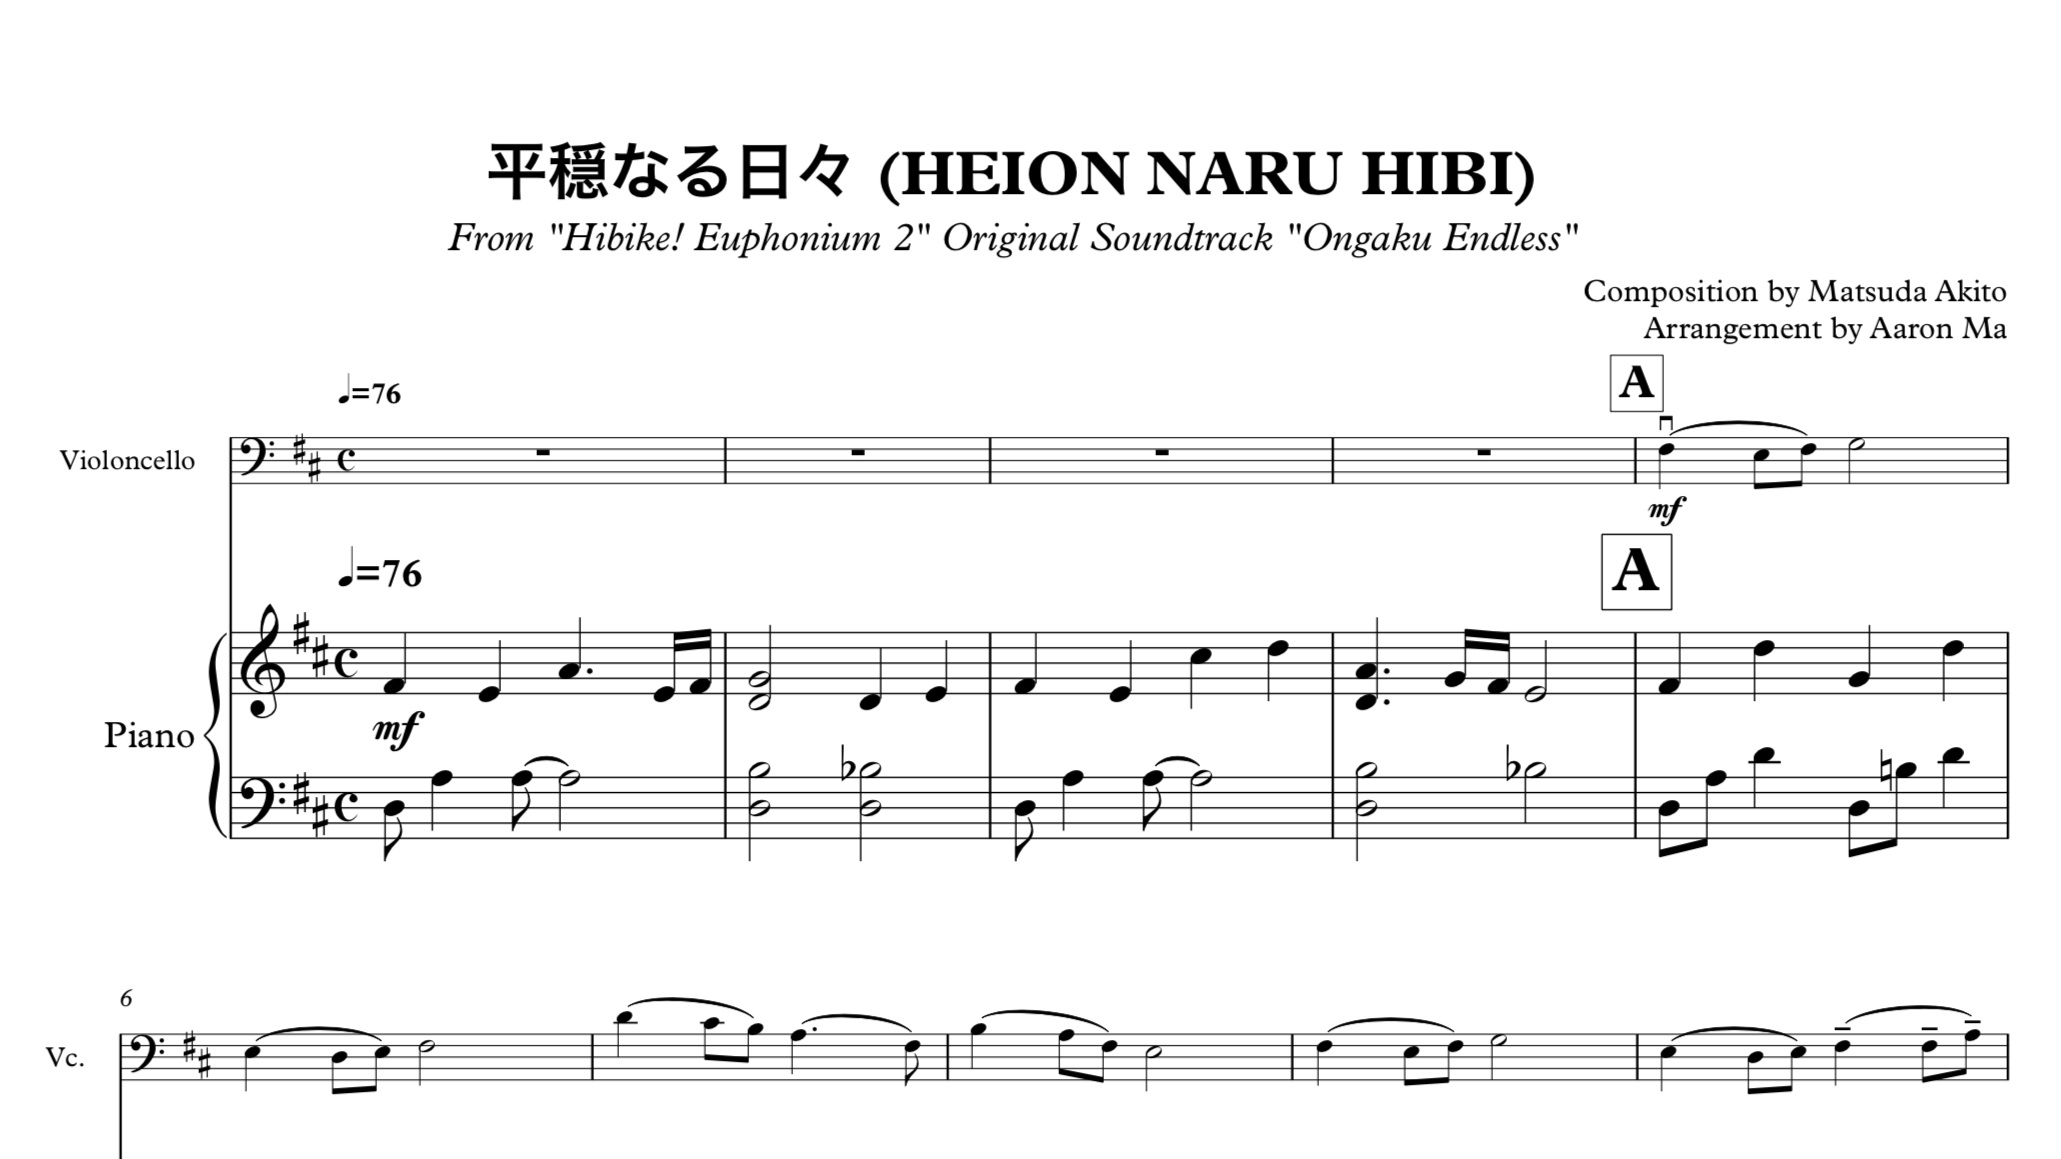 平穏なる日々 (HEION NARU HIBI)
From "Hibike! Euphonium 2" Original Soundtrack "Ongaku Endless"
Composition by Matsuda Akito
Arrangement by Aaron Ma
A
♩=76
Violoncello
mf
A
♩=76
Piano
mf
6
Vc.